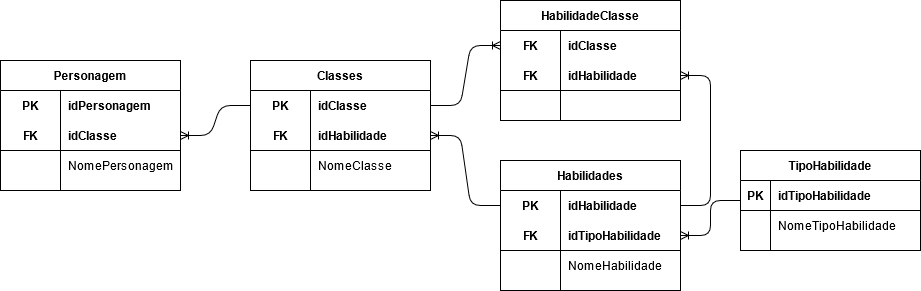 Personagem
PK idPersonagem
FK idClasse
NomePersonagem
Classes
PK idClasse
FK idHabilidade
NomeClasse
HabilidadeClasse
FK idClasse
FK idHabilidade
Habilidades
PK idHabilidade
FK idTipoHabilidade
NomeHabilidade
TipoHabilidade
PK idTipoHabilidade
NomeTipoHabilidade